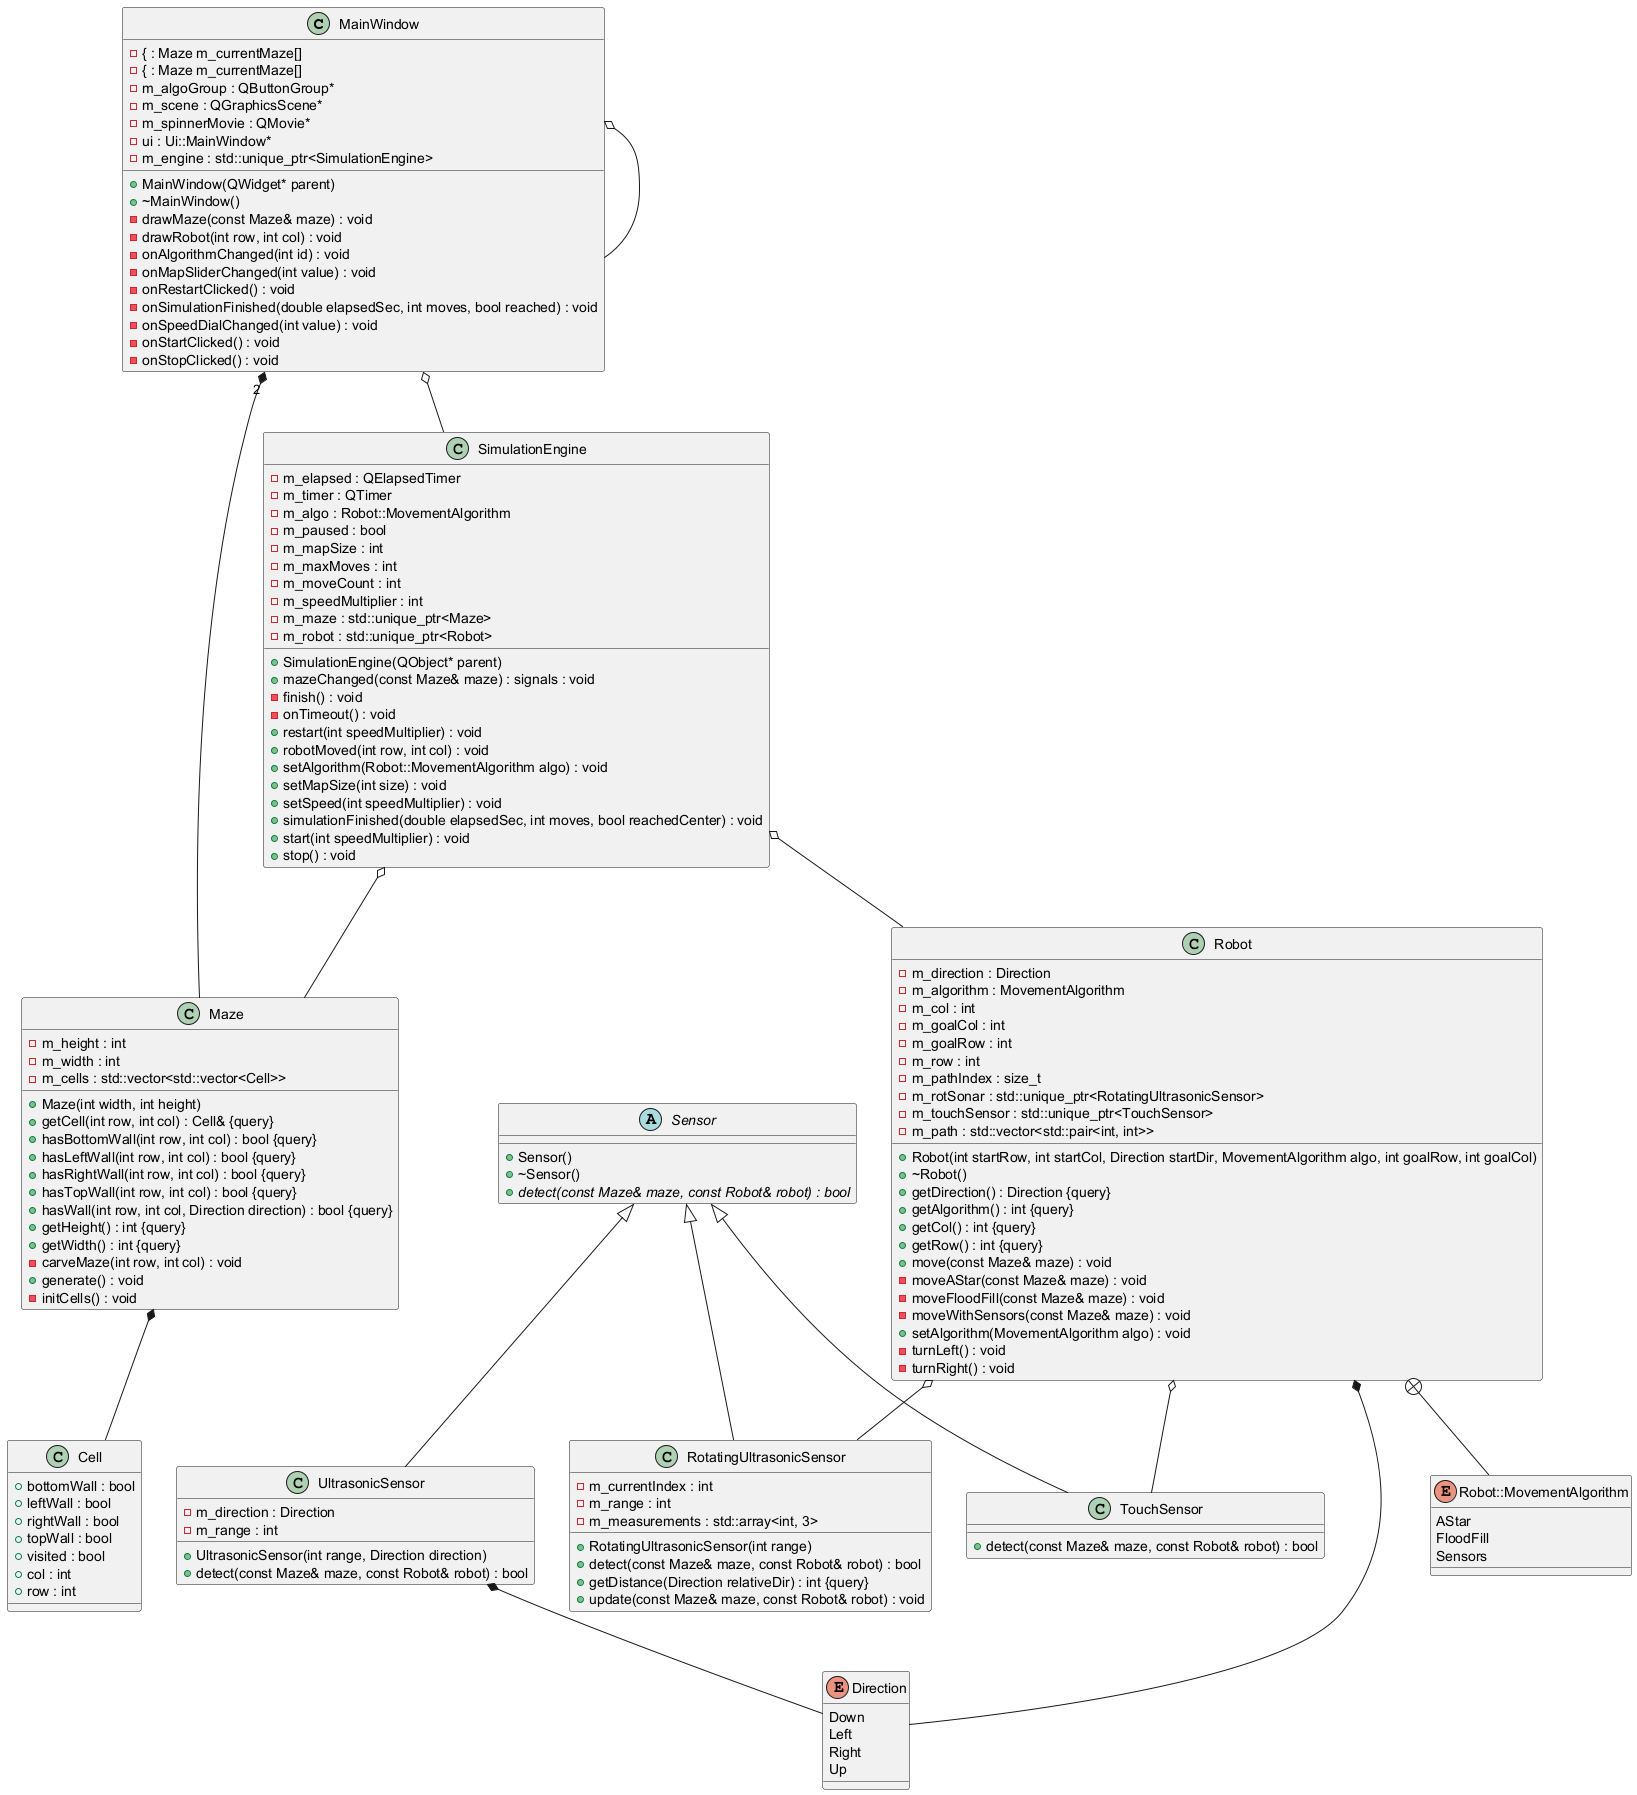 C MainWindow
{ : Maze m_currentMaze[]
{ : Maze m_currentMaze[]
m_algoGroup : QButtonGroup*
m_scene : QGraphicsScene*
m_spinnerMovie : QMovie*
ui : Ui::MainWindow*
m_engine : std::unique_ptr<SimulationEngine>
MainWindow(QWidget* parent)
~MainWindow()
drawMaze(const Maze& maze) : void
drawRobot(int row, int col) : void
onAlgorithmChanged(int id) : void
onMapSliderChanged(int value) : void
onRestartClicked() : void
onSimulationFinished(double elapsedSec, int moves, bool reached) : void
onSpeedDialChanged(int value) : void
onStartClicked() : void
onStopClicked() : void
2
C SimulationEngine
m_elapsed : QElapsedTimer
m_timer : QTimer
m_algo : Robot::MovementAlgorithm
m_paused : bool
m_mapSize : int
m_maxMoves : int
m_moveCount : int
m_speedMultiplier : int
m_maze : std::unique_ptr<Maze>
m_robot : std::unique_ptr<Robot>
SimulationEngine(QObject* parent)
mazeChanged(const Maze& maze) : signals : void
finish() : void
onTimeout() : void
restart(int speedMultiplier) : void
robotMoved(int row, int col) : void
setAlgorithm(Robot::MovementAlgorithm algo) : void
setMapSize(int size) : void
setSpeed(int speedMultiplier) : void
simulationFinished(double elapsedSec, int moves, bool reachedCenter) : void
start(int speedMultiplier) : void
stop() : void
C Robot
m_direction : Direction
m_algorithm : MovementAlgorithm
m_col : int
m_goalCol : int
m_goalRow : int
m_row : int
m_pathIndex : size_t
m_rotSonar : std::unique_ptr<RotatingUltrasonicSensor>
m_touchSensor : std::unique_ptr<TouchSensor>
m_path : std::vector<std::pair<int, int>>
Robot(int startRow, int startCol, Direction startDir, MovementAlgorithm algo, int goalRow, int goalCol)
~Robot()
getDirection() : Direction {query}
getAlgorithm() : int {query}
getCol() : int {query}
getRow() : int {query}
move(const Maze& maze) : void
moveAStar(const Maze& maze) : void
moveFloodFill(const Maze& maze) : void
moveWithSensors(const Maze& maze) : void
setAlgorithm(MovementAlgorithm algo) : void
turnLeft() : void
turnRight() : void
C Maze
m_height : int
m_width : int
m_cells : std::vector<std::vector<Cell>>
Maze(int width, int height)
getCell(int row, int col) : Cell& {query}
hasBottomWall(int row, int col) : bool {query}
hasLeftWall(int row, int col) : bool {query}
hasRightWall(int row, int col) : bool {query}
hasTopWall(int row, int col) : bool {query}
hasWall(int row, int col, Direction direction) : bool {query}
getHeight() : int {query}
getWidth() : int {query}
carveMaze(int row, int col) : void
generate() : void
initCells() : void
A Sensor
Sensor()
~Sensor()
detect(const Maze& maze, const Robot& robot) : bool
C Cell
bottomWall : bool
leftWall : bool
rightWall : bool
topWall : bool
visited : bool
col : int
row : int
C UltrasonicSensor
m_direction : Direction
m_range : int
UltrasonicSensor(int range, Direction direction)
detect(const Maze& maze, const Robot& robot) : bool
C RotatingUltrasonicSensor
m_currentIndex : int
m_range : int
m_measurements : std::array<int, 3>
RotatingUltrasonicSensor(int range)
detect(const Maze& maze, const Robot& robot) : bool
getDistance(Direction relativeDir) : int {query}
update(const Maze& maze, const Robot& robot) : void
C TouchSensor
detect(const Maze& maze, const Robot& robot) : bool
E Robot::MovementAlgorithm
AStar
FloodFill
Sensors
E Direction
Down
Left
Right
Up